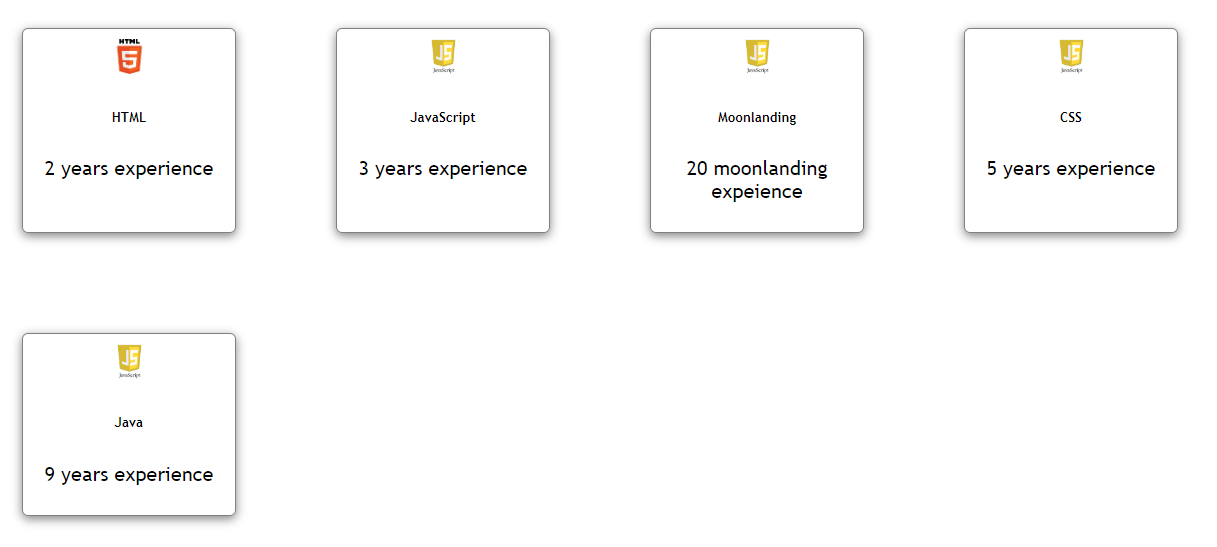 HTML
5
HTML
2 years experience
JS
JavaScript
JavaScript
3 years experience
JS
JavaScript
Moonlanding
20 moonlanding
expeience
JS
JavaScript
CSS
5 years experience
JS
JavaScript
Java
9 years experience